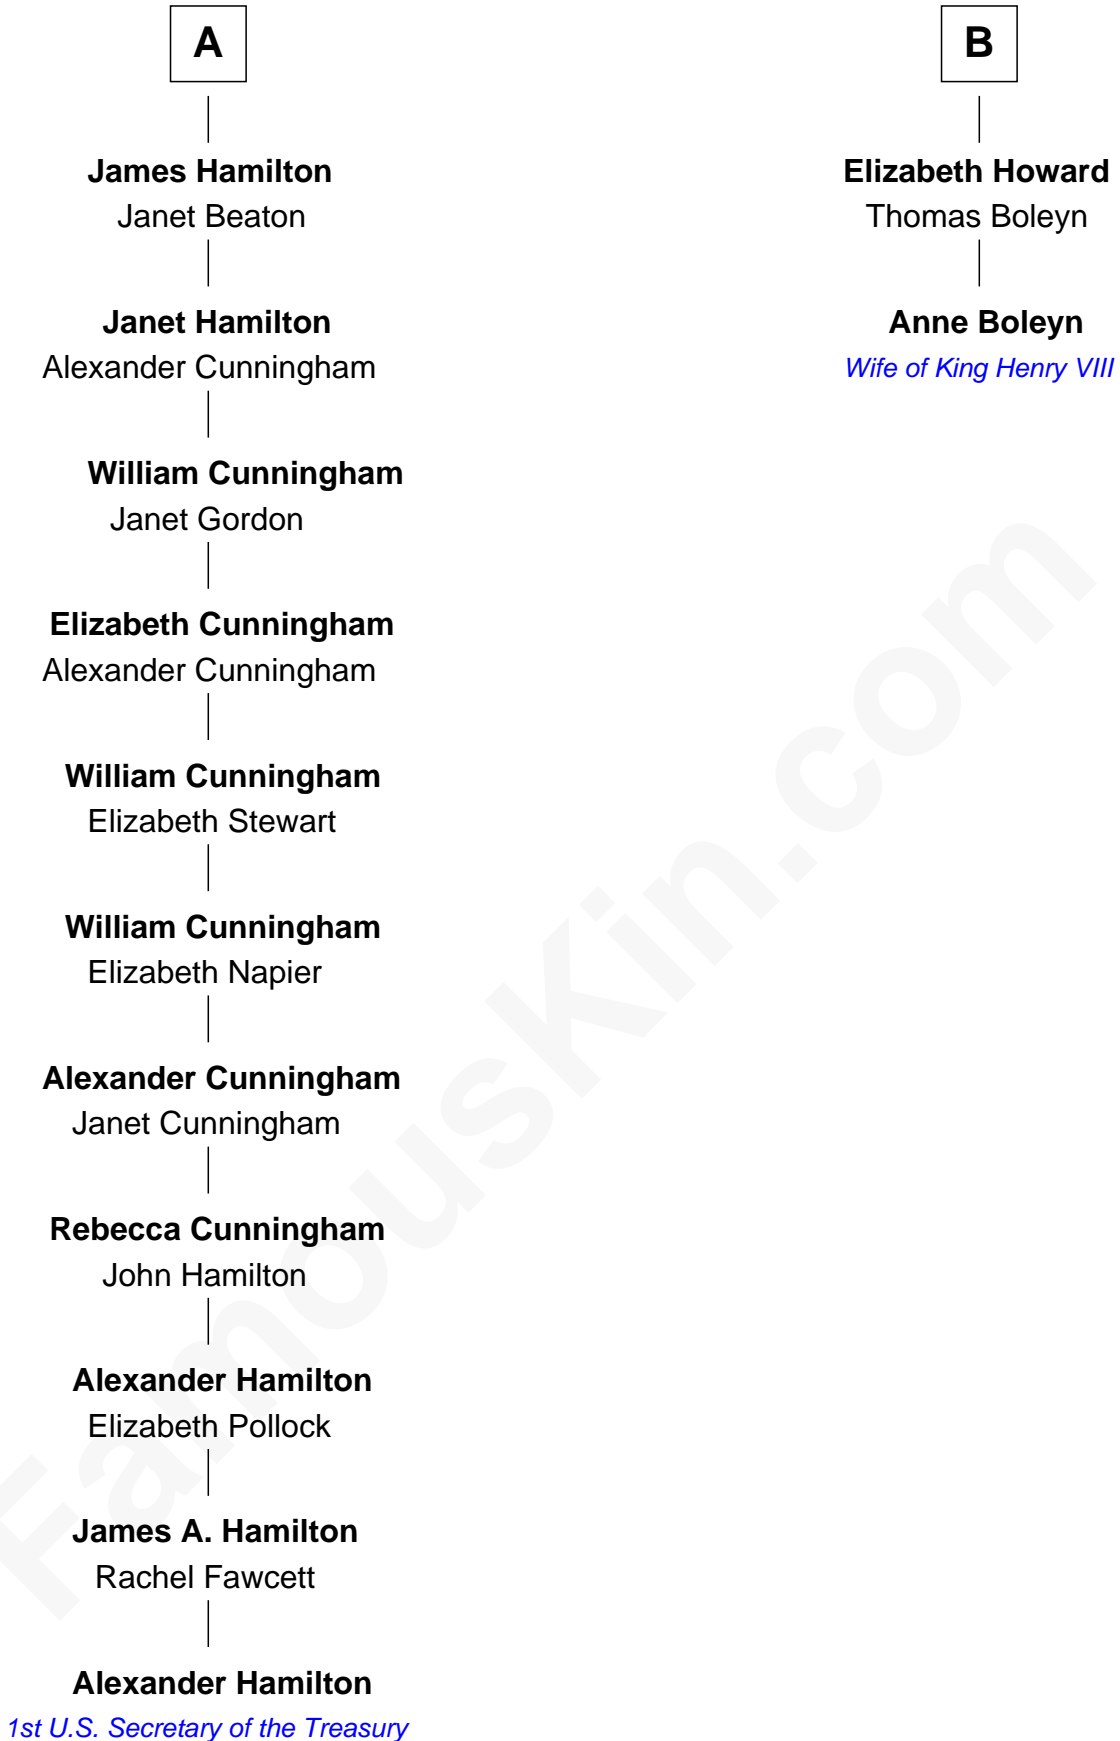 A
James Hamilton
Janet Beaton
Janet Hamilton
Alexander Cunningham
William Cunningham
Janet Gordon
Elizabeth Cunningham
Alexander Cunningham
William Cunningham
Elizabeth Stewart
William Cunningham
Elizabeth Napier
Alexander Cunningham
Janet Cunningham
Rebecca Cunningham
John Hamilton
Alexander Hamilton
Elizabeth Pollock
James A. Hamilton
Rachel Fawcett
Alexander Hamilton
1st U.S. Secretary of the Treasury
B
Elizabeth Howard
Thomas Boleyn
Anne Boleyn
Wife of King Henry VIII
FamousKin.com